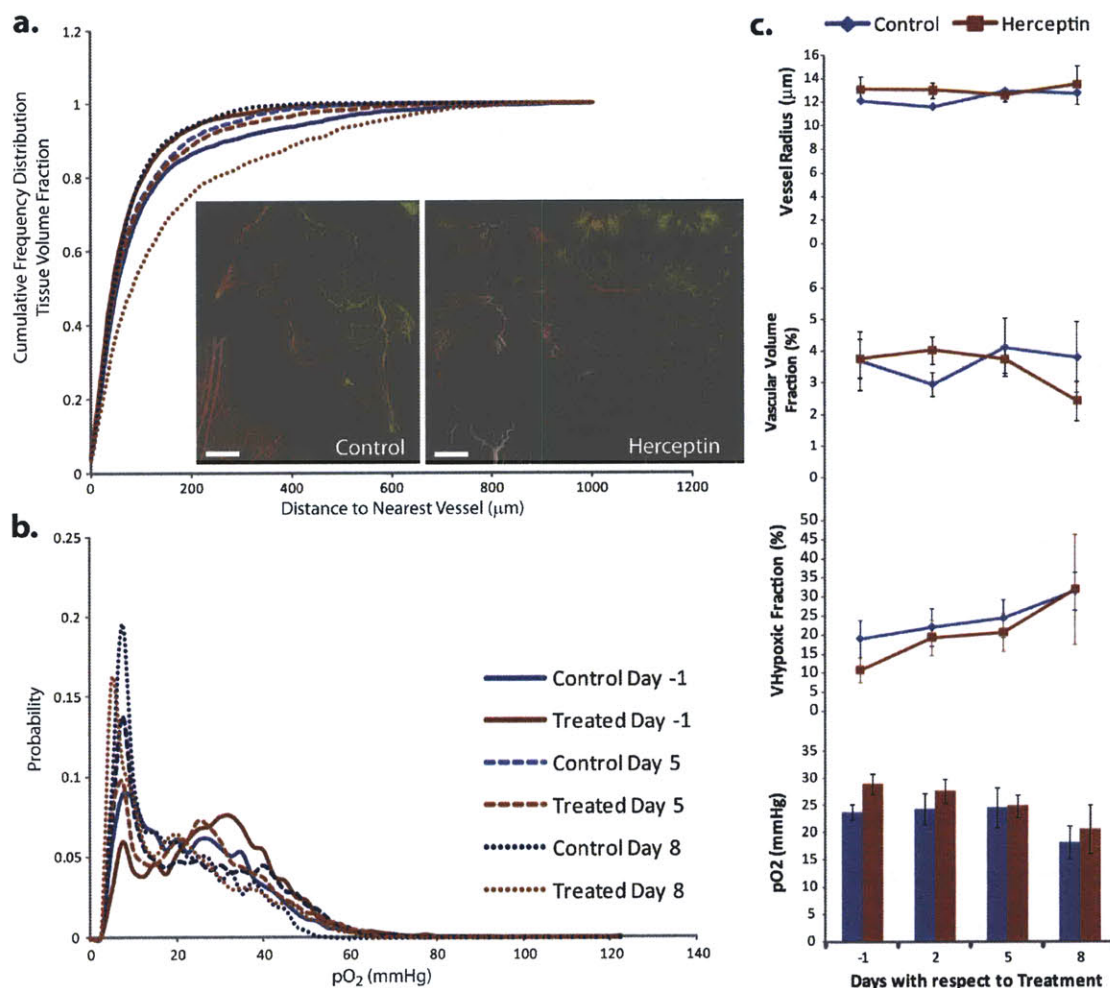 a.
1.2
1
0.8
0.6
0.4
0.2
0
Cumulative Frequency Distribution
Tissue Volume Fraction
Control
Herceptin
0 200 400 600 800 1000 1200
Distance to Nearest Vessel (µm)
b.
0.25
0.2
0.15
0.1
0.05
0
Probability
Control Day -1
Treated Day -1
Control Day 5
Treated Day 5
Control Day 8
Treated Day 8
0 20 40 60 80 100 120 140
pO2 (mmHg)
c.
Control Herceptin
16
14
12
10
8
6
4
2
0
Vessel Radius (µm)
6
5
4
3
2
1
0
Vascular Volume
Fraction (%)
50
45
40
35
30
25
20
15
10
5
0
VHypoxic Fraction (%)
35
30
25
20
15
10
5
0
pO2 (mmHg)
-1 2 5 8
Days with respect to Treatment